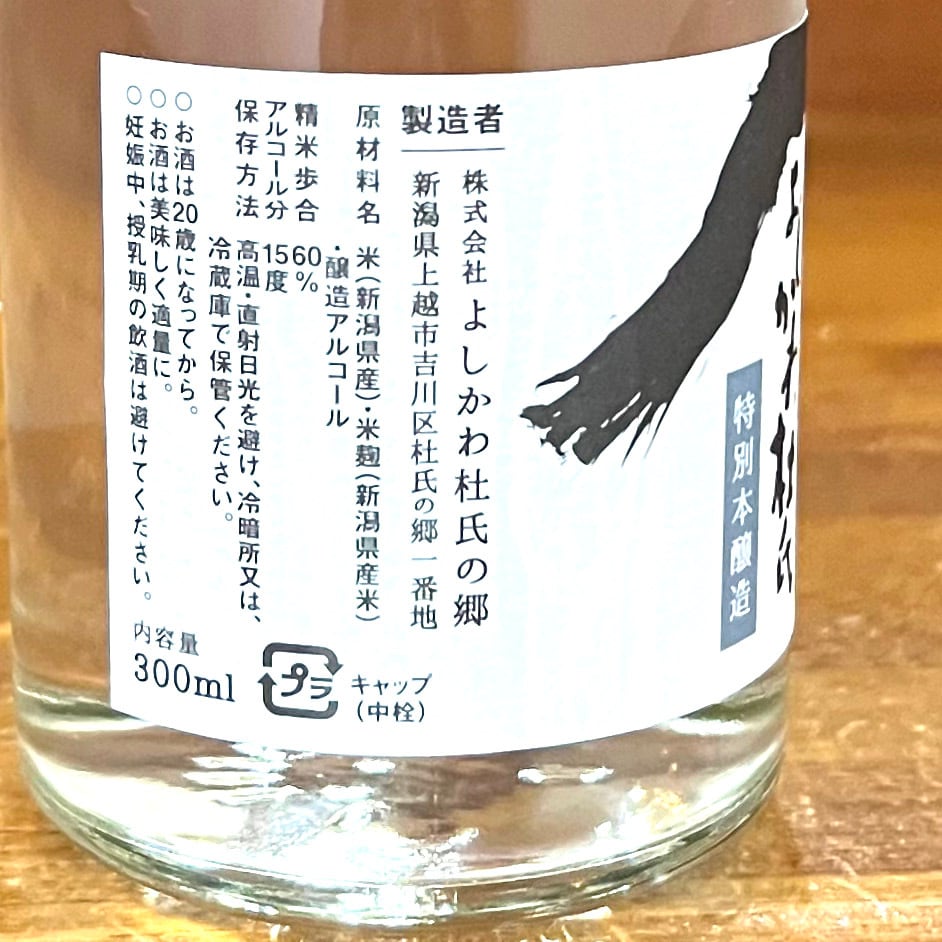 特別本醸造
製造者
株式会社 よしかわ杜氏の郷
新潟県上越市吉川区杜氏の郷一番地
原材料名 米(新潟県産)・米麹(新潟県産米)
・醸造アルコール
精米歩合 60%
アルコール分 15度
保存方法 高温・直射日光を避け、冷暗所又は、
冷蔵庫で保管ください。
○お酒は20歳になってから。
○お酒は美味しく適量に。
○妊娠中、授乳期の飲酒は避けてください。
内容量
300ml
プラ
キャップ
(中栓)